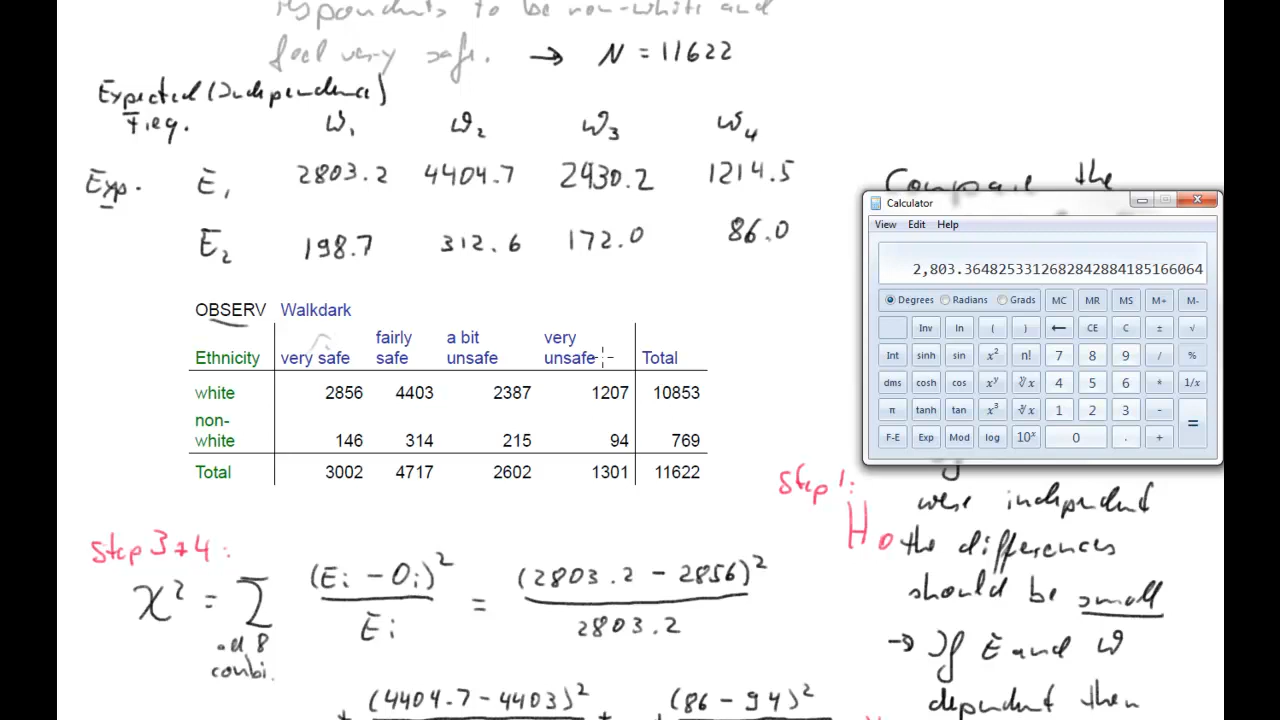 respondents to be non-white and
feel very safe. → N = 11622
Expected (Independence)
Freq.
W1 W2 W3 W4
Exp. E1 2803.2 4404.7 2430.2 1214.5
E2 198.7 312.6 172.0 86.0
OBSERV Walkdark
Ethnicity very safe fairly safe a bit unsafe very unsafe Total
white 2856 4403 2387 1207 10853
non-white 146 314 215 94 769
Total 3002 4717 2602 1301 11622
Step 3+4:
χ² = Σ (Ei - Oi)² / Ei = (2803.2 - 2856)² / 2803.2
all 8
combi.
+ (4404.7 - 4403)² + (86 - 94)²
Compare the
Calculator
View Edit Help
2,803.3648253312682842884185166064
Degrees Radians Grads MC MR MS M+ M-
Inv ln ( ) ← CE C ± √
Int sinh sin x² n! 7 8 9 / %
dms cosh cos xʸ ʸ√x 4 5 6 * 1/x
π tanh tan x³ ³√x 1 2 3 - =
F-E Exp Mod log 10ˣ 0 . +
Step 1:
were independent
Ho the differences
should be small
→ If E and W
dependent then